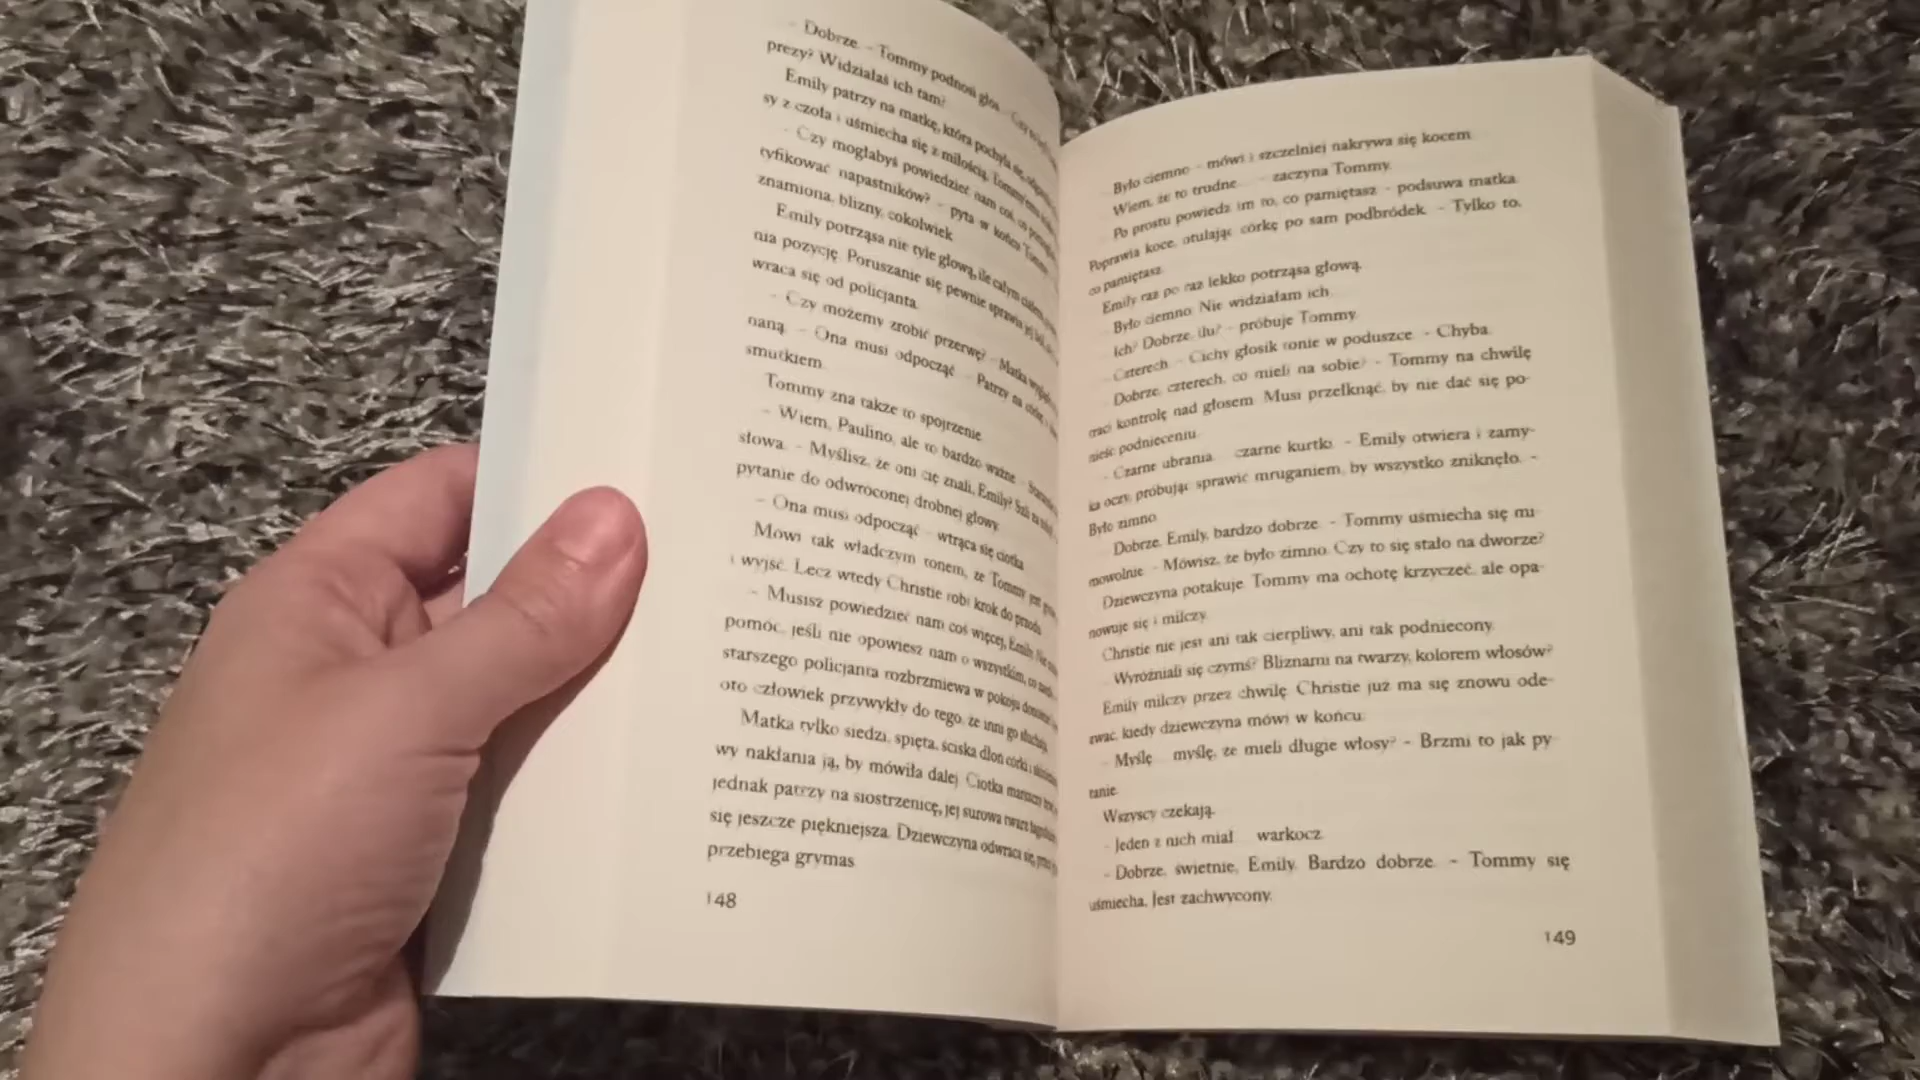 – Dobrze. – Tommy podnosi głos. – Czy
prezy? Widziałaś ich tam?
Emily patrzy na matkę, która pochyla się,
sy z czoła i uśmiecha się z miłością. Tommy'emu
– Czy mogłabyś powiedzieć nam coś, co
tyfikować napastników? – pyta w końcu Tommy.
znamiona, blizny, cokolwiek.
Emily potrząsa nie tyle głową, ile całym ciałem,
nia pozycję. Poruszanie się pewnie sprawia jej ból,
wraca się od policjanta.
– Czy możemy zrobić przerwę? – Matka
naną. – Ona musi odpocząć. – Patrzy na córkę z
smutkiem.
Tommy zna także to spojrzenie.
– Wiem, Paulino, ale to bardzo ważne. –
słowa. – Myślisz, że oni cię znali, Emily? Szli za
pytanie do odwróconej drobnej głowy.
– Ona musi odpocząć – wtrąca się ciotka.
Mówi tak władczym tonem, że Tommy jest
i wyjść. Lecz wtedy Christie robi krok do przodu.
– Musisz powiedzieć nam coś więcej, Emily. Nie
pomóc, jeśli nie opowiesz nam o wszystkim, co
starszego policjanta rozbrzmiewa w pokoju
oto człowiek przywykły do tego, że inni go słuchają.
Matka tylko siedzi, spięta, ściska dłoń córki i
wy nakłania ją, by mówiła dalej. Ciotka marszczy
jednak patrzy na siostrzenicę, jej surowa twarz
się jeszcze piękniejsza. Dziewczyna odwraca się, przez
przebiega grymas.
148
– Było ciemno – mówi i szczelniej nakrywa się kocem.
– Wiem, że to trudne... – zaczyna Tommy.
– Po prostu powiedz im to, co pamiętasz – podsuwa matka.
Poprawia koce, otulając córkę po sam podbródek. – Tylko to,
co pamiętasz.
Emily raz po raz lekko potrząsa głową.
– Było ciemno. Nie widziałam ich.
– Ich? Dobrze, ilu? – próbuje Tommy.
– Czterech. – Cichy głosik tonie w poduszce. – Chyba.
– Dobrze, czterech, co mieli na sobie? – Tommy na chwilę
traci kontrolę nad głosem. Musi przełknąć, by nie dać się po-
nieść podnieceniu.
– Czarne ubrania... czarne kurtki. – Emily otwiera i zamy-
ka oczy, próbując sprawić mruganiem, by wszystko zniknęło. –
Było zimno.
– Dobrze, Emily, bardzo dobrze. – Tommy uśmiecha się mi-
mowolnie. – Mówisz, że było zimno. Czy to się stało na dworze?
Dziewczyna potakuje. Tommy ma ochotę krzyczeć, ale opa-
nowuje się i milczy.
Christie nie jest ani tak cierpliwy, ani tak podniecony.
– Wyróżniali się czymś? Bliznami na twarzy, kolorem włosów?
Emily milczy przez chwilę. Christie już ma się znowu ode-
zwać, kiedy dziewczyna mówi w końcu:
– Myślę... myślę, że mieli długie włosy? – Brzmi to jak py-
tanie.
Wszyscy czekają.
– Jeden z nich miał... warkocz.
– Dobrze, świetnie, Emily. Bardzo dobrze. – Tommy się
uśmiecha. Jest zachwycony.
149